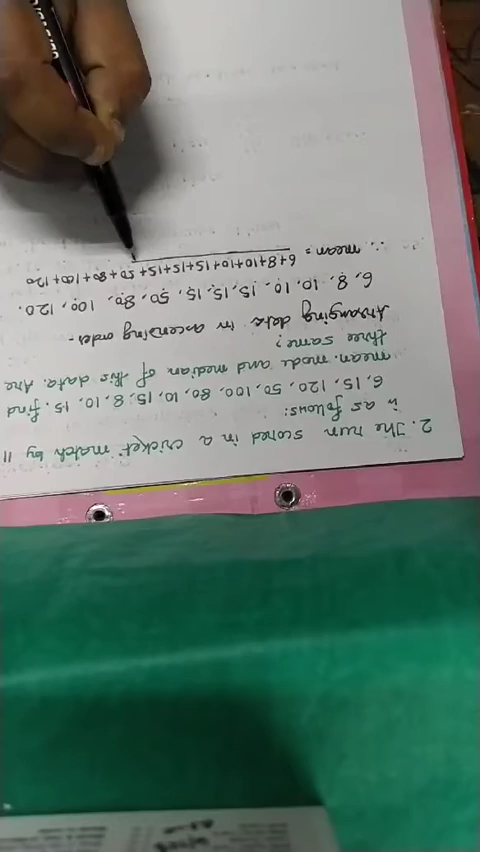 2. The run scored in a cricket match by 11
is as follows:
6, 15, 120, 50, 100, 80, 10, 15, 8, 10, 15. find
mean, mode and median of this data. Are
three same?
Arranging data in ascending order-
6, 8, 10, 10, 15, 15, 15, 50, 80, 100, 120.
∴ mean = 6+8+10+10+15+15+15+50+80+100+120